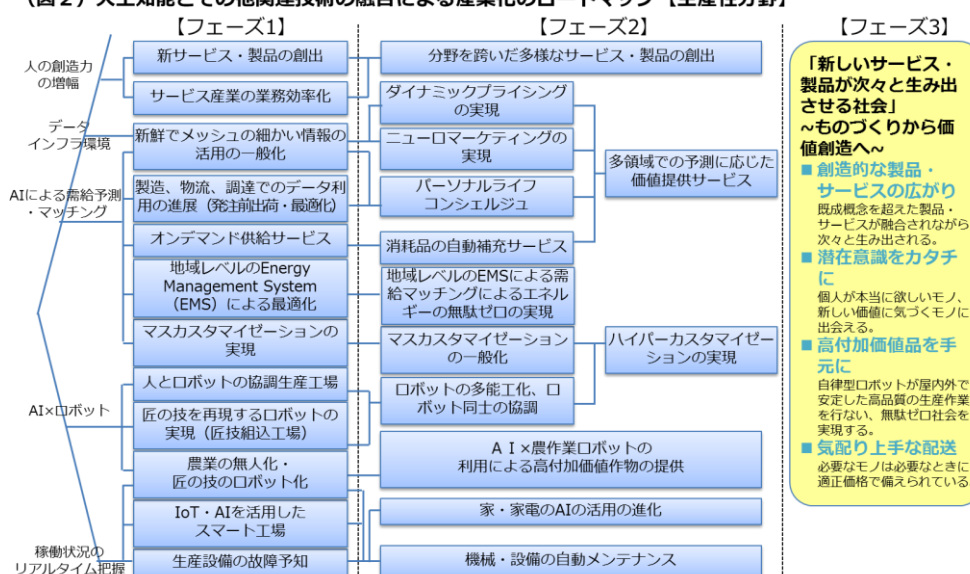 （図２）人工知能とその他関連技術の融合による産業化のロードマップ【生産性分野】
【フェーズ1】
【フェーズ2】
【フェーズ3】
人の創造力
の増幅
データ
インフラ環境
AIによる需給予測
・マッチング
AI×ロボット
稼働状況の
リアルタイム把握
新サービス・製品の創出
サービス産業の業務効率化
新鮮でメッシュの細かい情報の
活用の一般化
製造、物流、調達でのデータ利
用の進展（発注前出荷・最適化）
オンデマンド供給サービス
地域レベルのEnergy
Management System
（EMS）による最適化
マスカスタマイゼーションの
実現
人とロボットの協調生産工場
匠の技を再現するロボットの
実現（匠技組込工場）
農業の無人化・
匠の技のロボット化
IoT・AIを活用した
スマート工場
生産設備の故障予知
分野を跨いだ多様なサービス・製品の創出
ダイナミックプライシング
の実現
ニューロマーケティングの
実現
パーソナルライフ
コンシェルジュ
消耗品の自動補充サービス
地域レベルのEMSによる需
給マッチングによるエネル
ギーの無駄ゼロの実現
マスカスタマイゼーション
の一般化
ロボットの多能工化、ロ
ボット同士の協調
ＡＩ×農作業ロボットの
利用による高付加価値作物の提供
家・家電のAIの活用の進化
機械・設備の自動メンテナンス
多領域での予測に応じた
価値提供サービス
ハイパーカスタマイゼー
ションの実現
「新しいサービス・
製品が次々と生み出
させる社会」
~ものづくりから価
値創造へ~
■ 創造的な製品・
サービスの広がり
既成概念を超えた製品・
サービスが融合されながら
次々と生み出される。
■ 潜在意識をカタチ
に
個人が本当に欲しいモノ、
新しい価値に気づくモノに
出会える。
■ 高付加価値品を手
元に
自律型ロボットが屋内外で
安定した高品質の生産作業
を行ない、無駄ゼロ社会を
実現する。
■ 気配り上手な配送
必要なモノは必要なときに
適正価格で備えられている